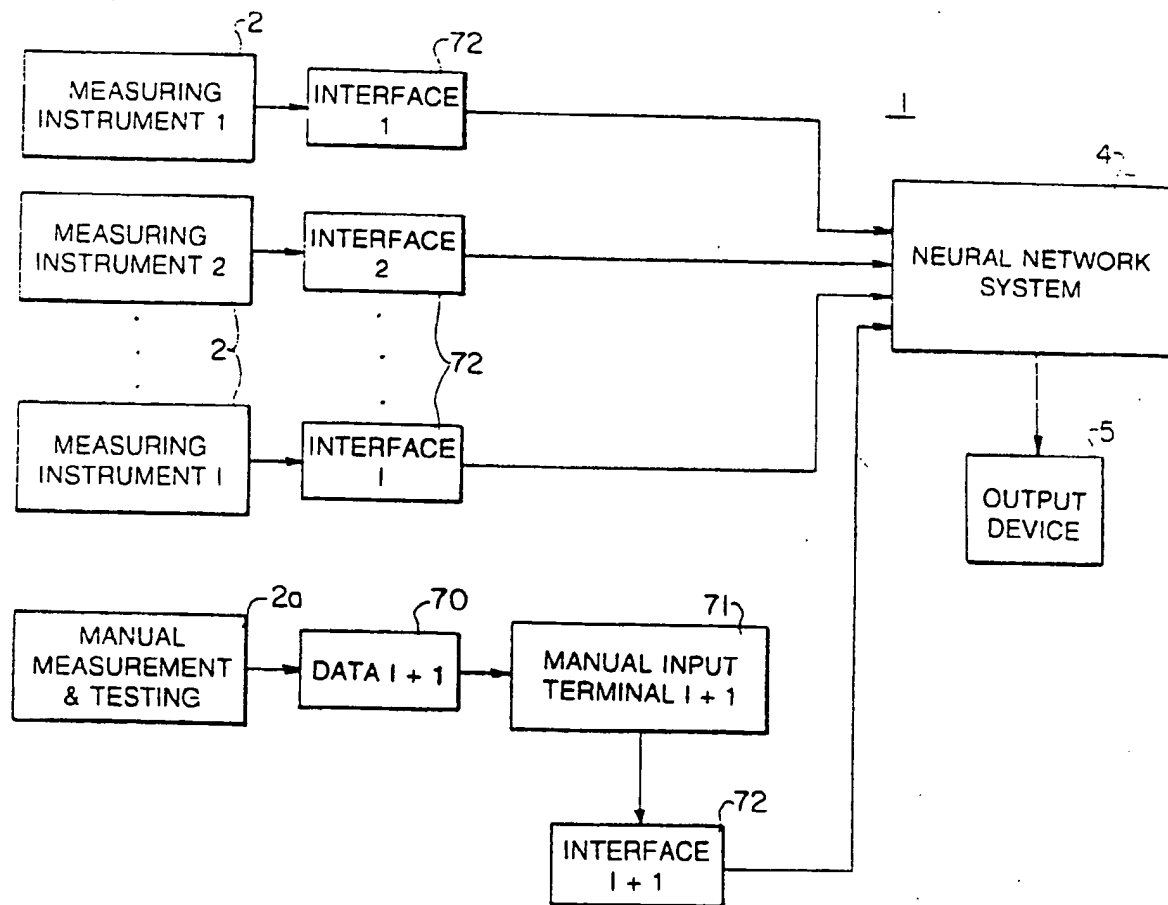 2
72
MEASURING
INSTRUMENT 1
INTERFACE
1
1
4
MEASURING
INSTRUMENT 2
INTERFACE
2
NEURAL NETWORK
SYSTEM
2
72
MEASURING
INSTRUMENT I
INTERFACE
I
5
OUTPUT
DEVICE
2a
70
71
MANUAL
MEASUREMENT
& TESTING
DATA I + 1
MANUAL INPUT
TERMINAL I + 1
72
INTERFACE
I + 1